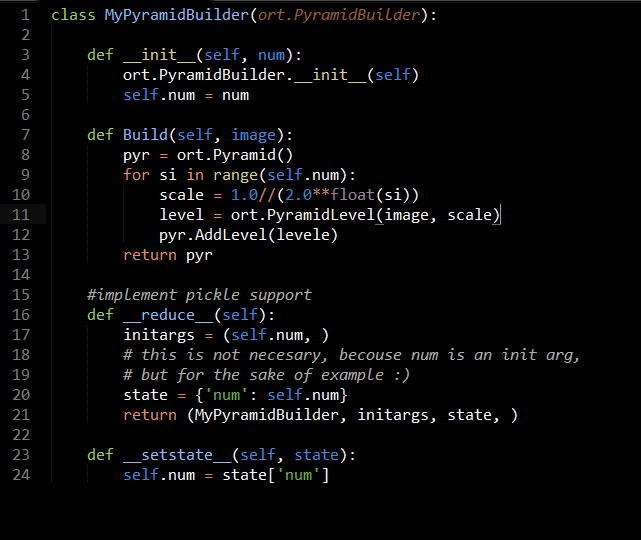 1 class MyPyramidBuilder(ort.PyramidBuilder):
2
3     def __init__(self, num):
4         ort.PyramidBuilder.__init__(self)
5         self.num = num
6
7     def Build(self, image):
8         pyr = ort.Pyramid()
9         for si in range(self.num):
10             scale = 1.0//(2.0**float(si))
11             level = ort.PyramidLevel(image, scale)
12             pyr.AddLevel(levele)
13         return pyr
14
15     #implement pickle support
16     def __reduce__(self):
17         initargs = (self.num, )
18         # this is not necesary, becouse num is an init arg,
19         # but for the sake of example :)
20         state = {'num': self.num}
21         return (MyPyramidBuilder, initargs, state, )
22
23     def __setstate__(self, state):
24         self.num = state['num']